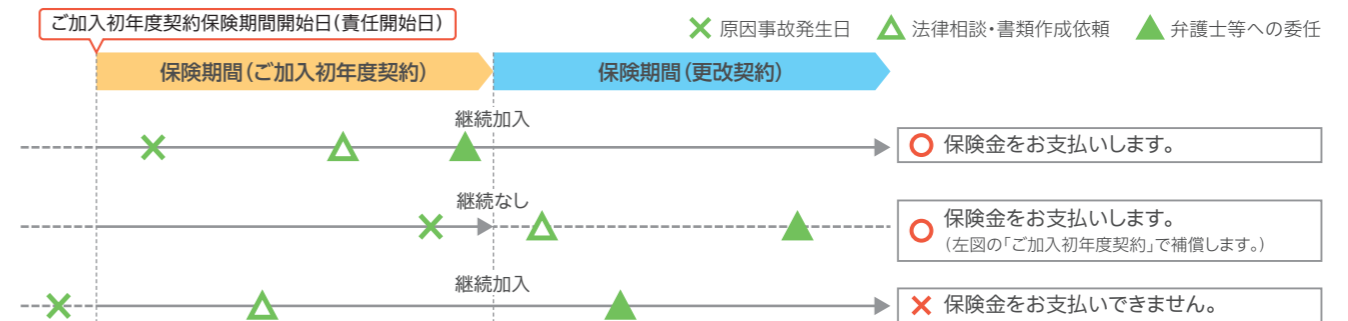 ご加入初年度契約保険期間開始日(責任開始日)
原因事故発生日 法律相談・書類作成依頼 弁護士等への委任
保険期間(ご加入初年度契約) 保険期間(更改契約)
継続加入
保険金をお支払いします。
継続なし
保険金をお支払いします。
(左図の「ご加入初年度契約」で補償します。)
継続加入
保険金をお支払いできません。